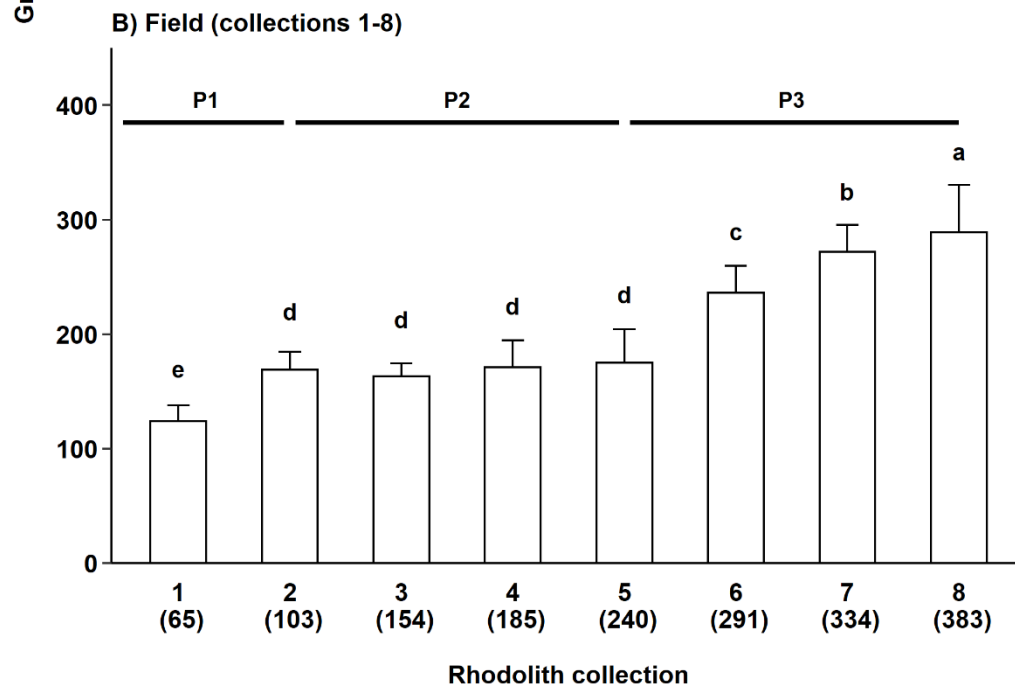 B) Field (collections 1-8)
P1 P2 P3
400
300
200
100
0
e d d d d c b a
1 2 3 4 5 6 7 8
(65) (103) (154) (185) (240) (291) (334) (383)
Rhodolith collection